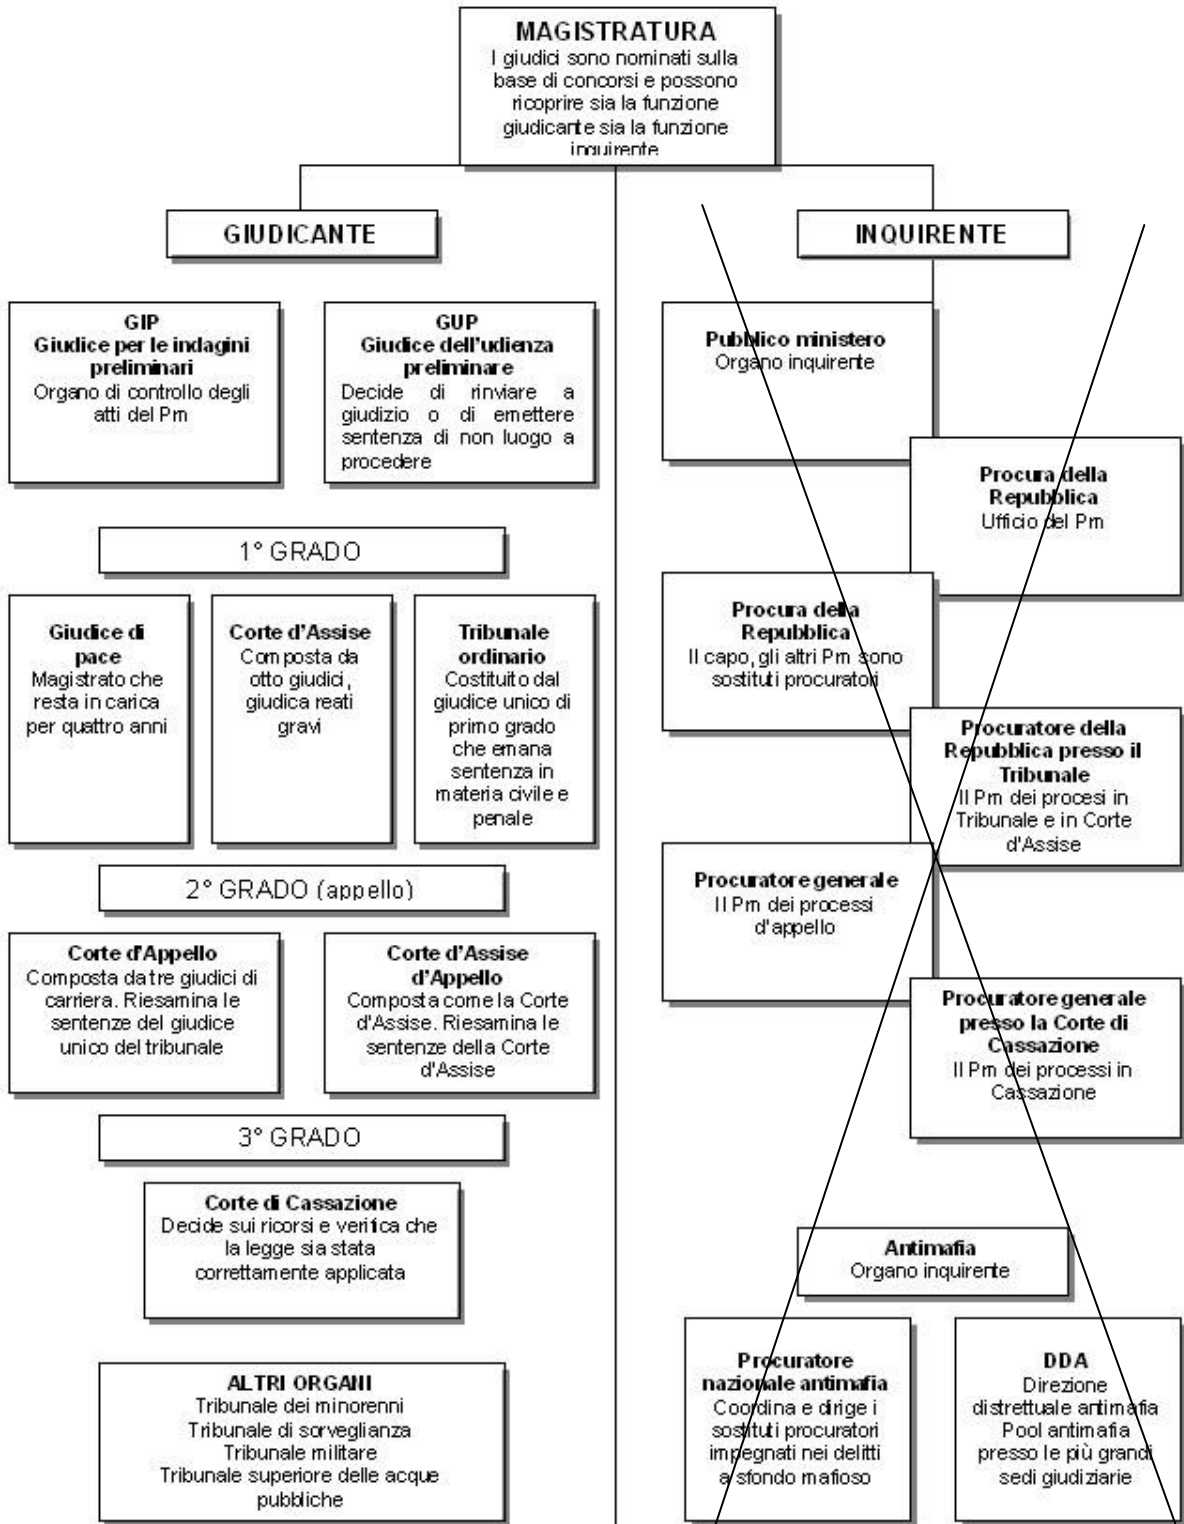 MAGISTRATURA
I giudici sono nominati sulla
base di concorsi e possono
ricoprire sia la funzione
giudicante sia la funzione
inquirente
GIUDICANTE
INQUIRENTE
GIP
Giudice per le indagini
preliminari
Organo di controllo degli
atti del Pm
GUP
Giudice dell'udienza
preliminare
Decide di rinviare a
giudizio o di emettere
sentenza di non luogo a
procedere
1° GRADO
Giudice di
pace
Magistrato che
resta in carica
per quattro anni
Corte d'Assise
Composta da
otto giudici,
giudica reati
gravi
Tribunale
ordinario
Costituito dal
giudice unico di
primo grado
che emana
sentenza in
materia civile e
penale
2° GRADO (appello)
Corte d'Appello
Composta da tre giudici di
carriera. Riesamina le
sentenze del giudice
unico del tribunale
Corte d'Assise
d'Appello
Composta come la Corte
d'Assise. Riesamina le
sentenze della Corte
d'Assise
3° GRADO
Corte di Cassazione
Decide sui ricorsi e verifica che
la legge sia stata
correttamente applicata
ALTRI ORGANI
Tribunale dei minorenni
Tribunale di sorveglianza
Tribunale militare
Tribunale superiore delle acque
pubbliche
Pubblico ministero
Organo inquirente
Procura della
Repubblica
Ufficio del Pm
Procura della
Repubblica
Il capo, gli altri Pm sono
sostituti procuratori
Procuratore della
Repubblica presso il
Tribunale
Il Pm dei procesi in
Tribunale e in Corte
d'Assise
Procuratore generale
Il Pm dei processi
d'appello
Procuratore generale
presso la Corte di
Cassazione
Il Pm dei processi in
Cassazione
Antimafia
Organo inquirente
Procuratore
nazionale antimafia
Coordina e dirige i
sostituti procuratori
impegnati nei delitti
a sfondo mafioso
DDA
Direzione
distrettuale antimafia
Pool antimafia
presso le più grandi
sedi giudiziarie